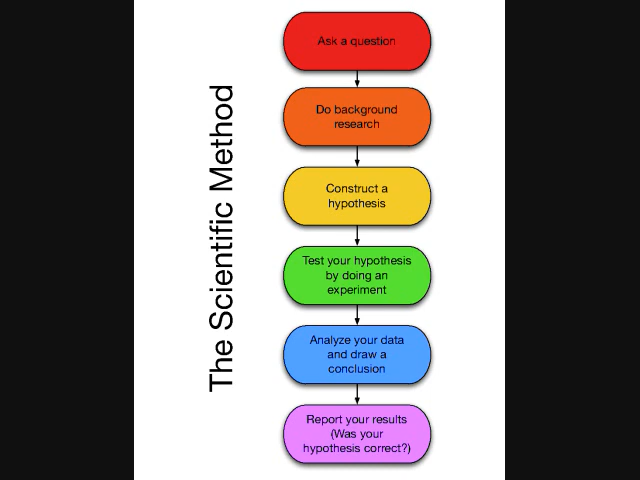 The Scientific Method
Ask a question
Do background
research
Construct a
hypothesis
Test your hypothesis
by doing an
experiment
Analyze your data
and draw a
conclusion
Report your results
(Was your
hypothesis correct?)